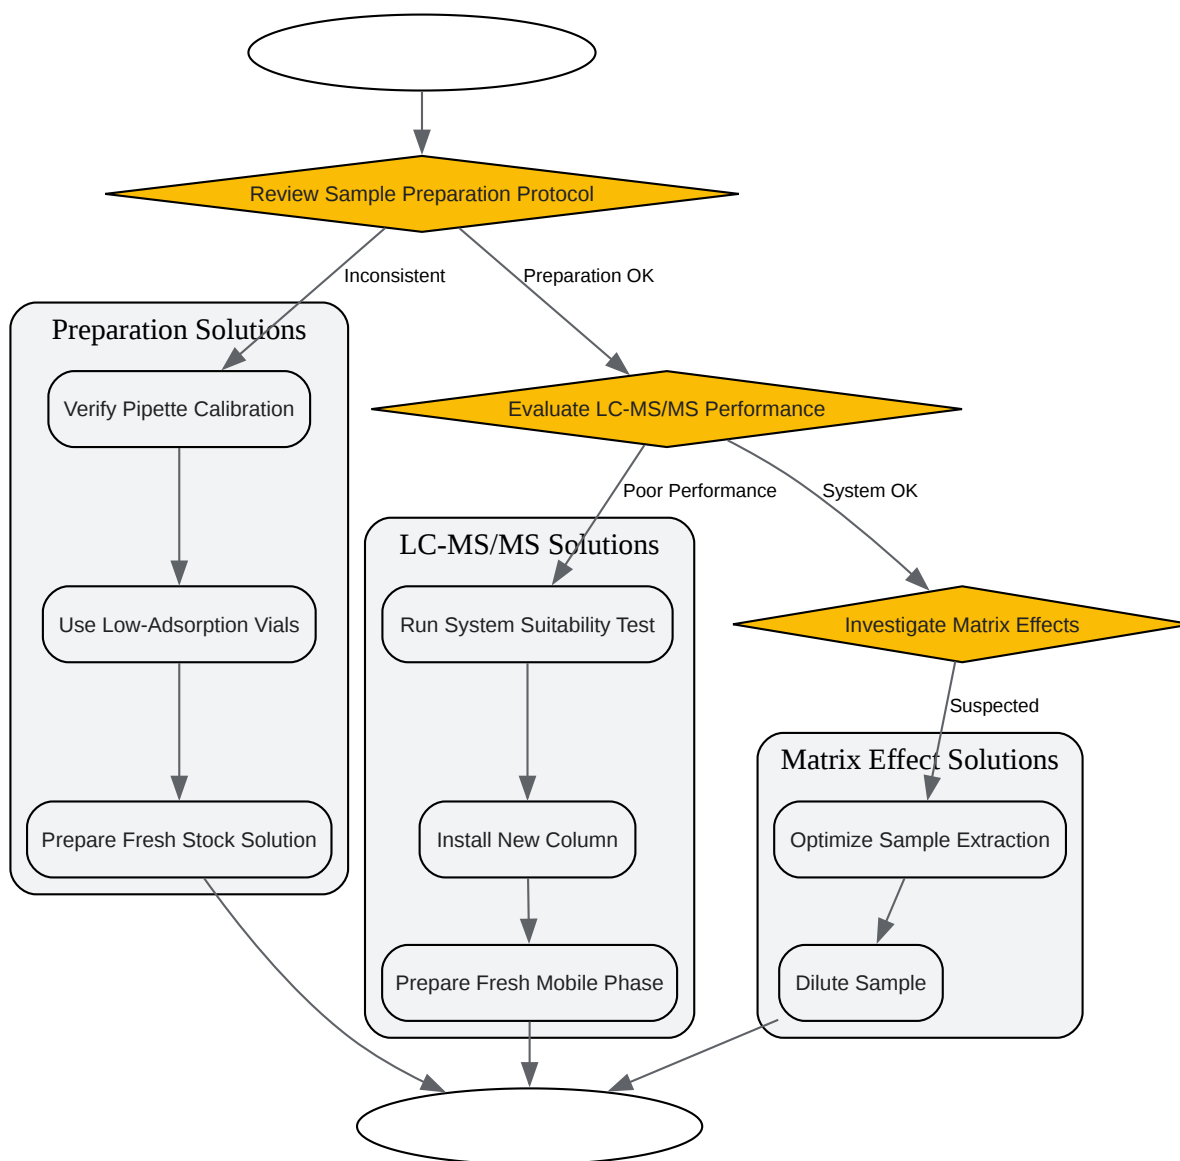 Review Sample Preparation Protocol
Inconsistent
Preparation OK
Preparation Solutions
Verify Pipette Calibration
Evaluate LC-MS/MS Performance
Poor Performance
System OK
LC-MS/MS Solutions
Use Low-Adsorption Vials
Run System Suitability Test
Investigate Matrix Effects
Suspected
Matrix Effect Solutions
Prepare Fresh Stock Solution
Install New Column
Optimize Sample Extraction
Prepare Fresh Mobile Phase
Dilute Sample